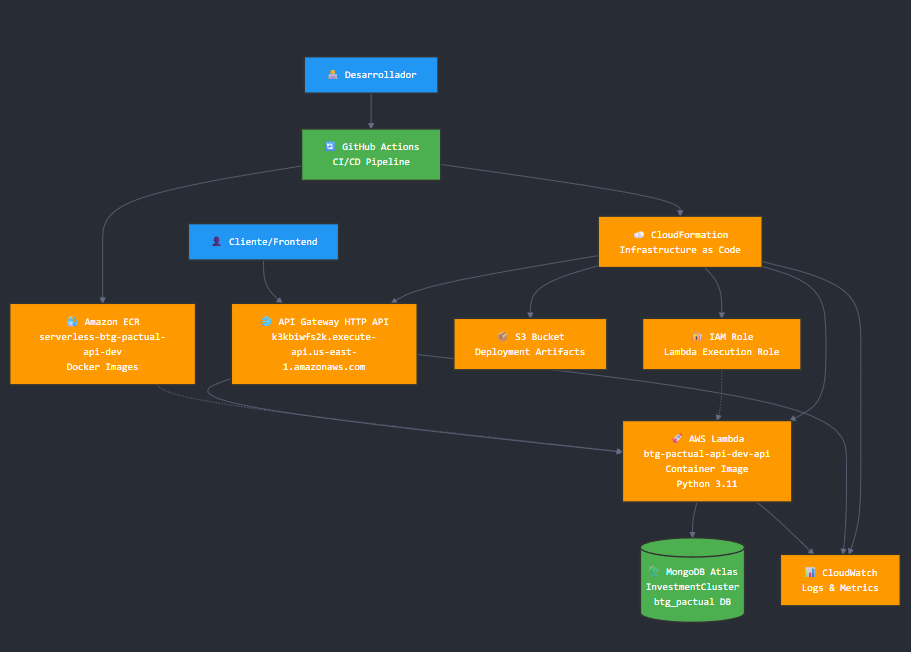 Desarrollador
GitHub Actions
CI/CD Pipeline
CloudFormation
Infrastructure as Code
Cliente/Frontend
Amazon ECR
serverless-btg-pactual-
api-dev
Docker Images
API Gateway HTTP API
k3kbiwfs2k.execute-
api.us-east-
1.amazonaws.com
S3 Bucket
Deployment Artifacts
IAM Role
Lambda Execution Role
AWS Lambda
btg-pactual-api-dev-api
Container Image
Python 3.11
MongoDB Atlas
InvestmentCluster
btg_pactual DB
CloudWatch
Logs & Metrics